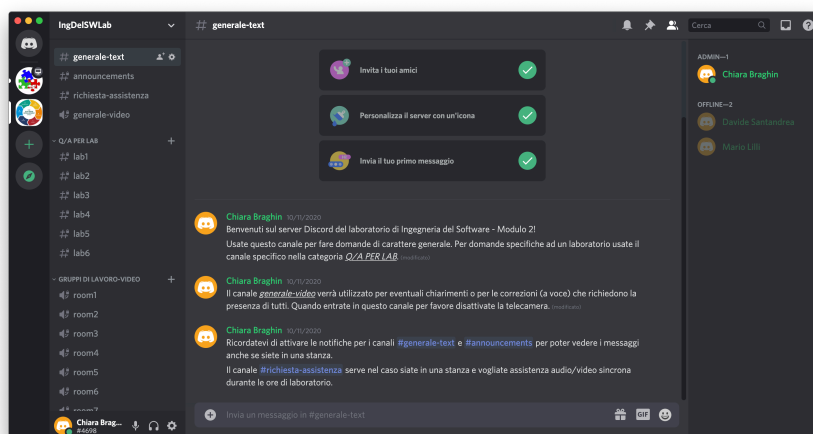 IngDelSWLab
# generale-text
Cerca
# generale-text
# announcements
# richiesta-assistenza
generale-video
Q/A PER LAB
# lab1
# lab2
# lab3
# lab4
# lab5
# lab6
GRUPPI DI LAVORO-VIDEO
room1
room2
room3
room4
room5
room6
room7
Chiara Brag...
#4698
Invita i tuoi amici
Personalizza il server con un'icona
Invia il tuo primo messaggio
Chiara Braghin 10/11/2020
Benvenuti sul server Discord del laboratorio di Ingegneria del Software - Modulo 2!
Usate questo canale per fare domande di carattere generale. Per domande specifiche ad un laboratorio usate il
canale specifico nella categoria Q/A PER LAB. (modificato)
Chiara Braghin 10/11/2020
Il canale generale-video verrà utilizzato per eventuali chiarimenti o per le correzioni (a voce) che richiedono la
presenza di tutti. Quando entrate in questo canale per favore disattivate la telecamera. (modificato)
Chiara Braghin 10/11/2020
Ricordatevi di attivare le notifiche per i canali #generale-text e #announcements per poter vedere i messaggi
anche se siete in una stanza.
Il canale #richiesta-assistenza serve nel caso siate in una stanza e vogliate assistenza audio/video sincrona
durante le ore di laboratorio.
Invia un messaggio in #generale-text
GIF
ADMIN—1
Chiara Braghin
OFFLINE—2
Davide Santandrea
Mario Lilli